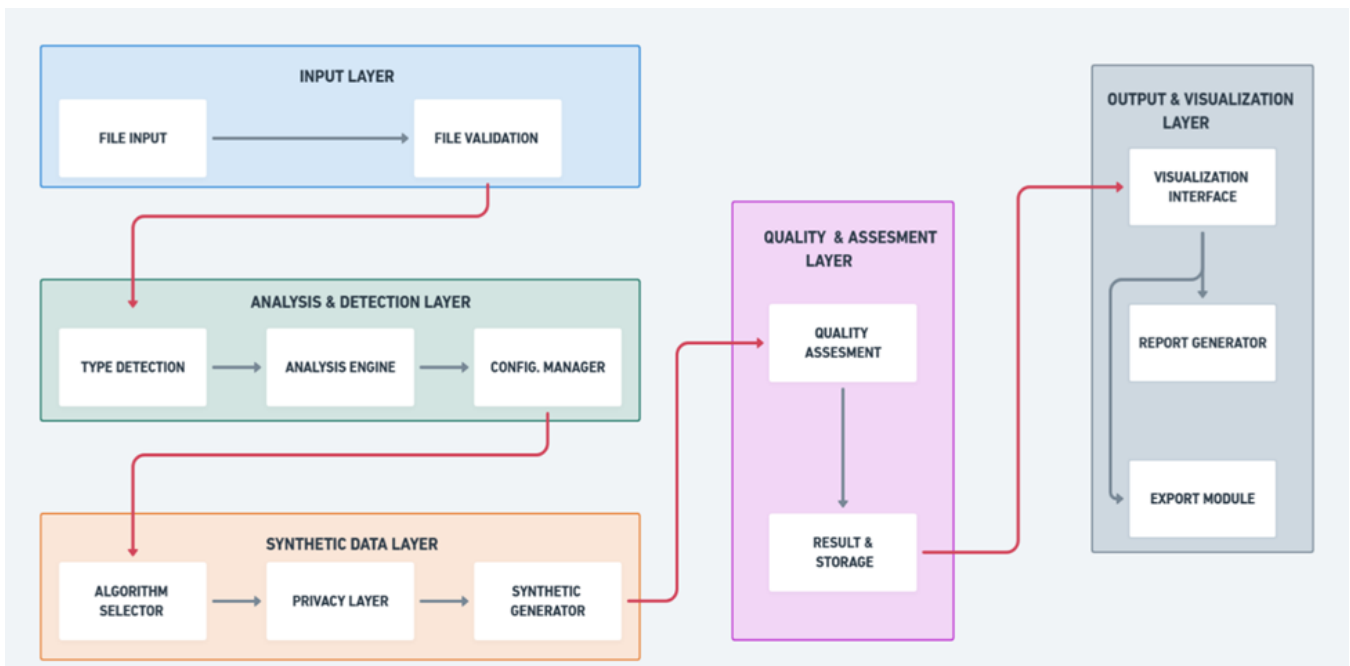 INPUT LAYER
FILE INPUT
FILE VALIDATION
ANALYSIS & DETECTION LAYER
TYPE DETECTION
ANALYSIS ENGINE
CONFIG. MANAGER
SYNTHETIC DATA LAYER
ALGORITHM
SELECTOR
PRIVACY LAYER
SYNTHETIC
GENERATOR
QUALITY & ASSESMENT
LAYER
QUALITY
ASSESMENT
RESULT &
STORAGE
OUTPUT & VISUALIZATION
LAYER
VISUALIZATION
INTERFACE
REPORT GENERATOR
EXPORT MODULE